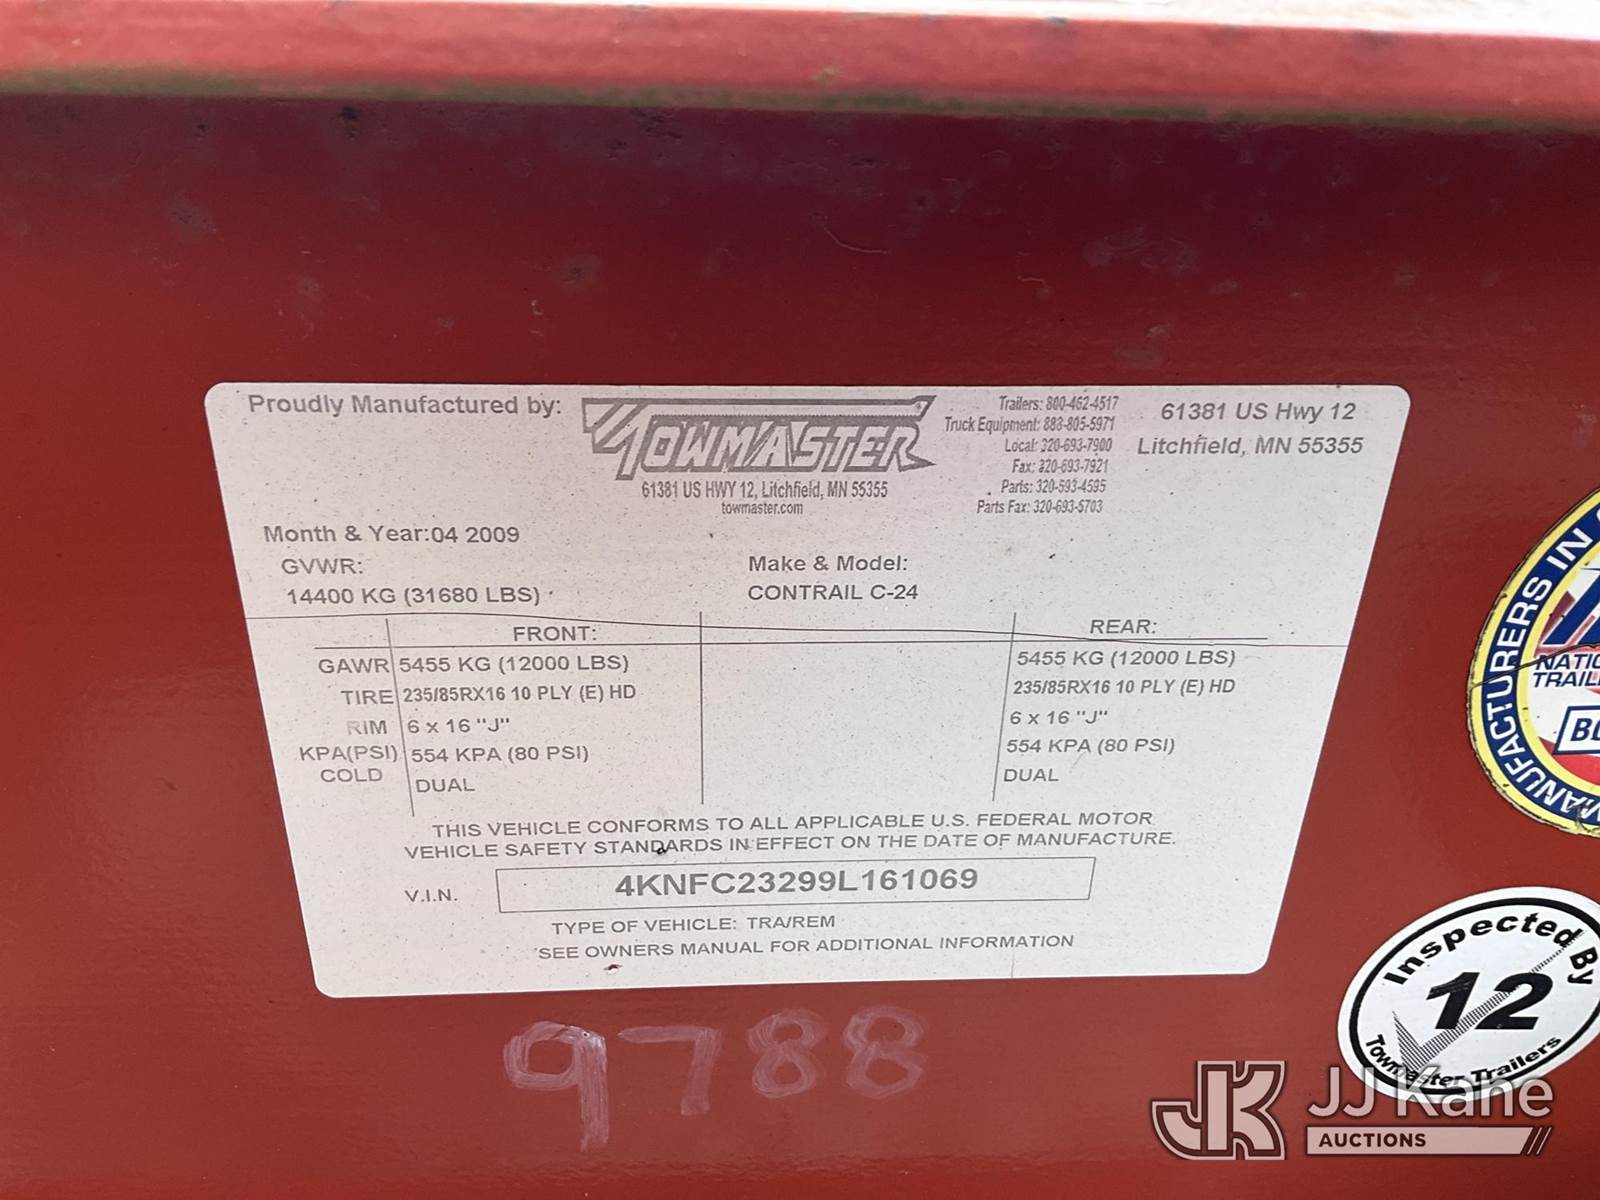 Proudly Manufactured by:
TOWMASTER
61381 US HWY 12, Litchfield, MN 55355
towmaster.com
Trailers: 800-462-4517
Truck Equipment: 888-805-5971
Local: 320-693-7900
Fax: 320-693-7921
Parts: 320-593-4595
Parts Fax: 320-693-5703
61381 US Hwy 12
Litchfield, MN 55355
Month & Year:04 2009
GVWR:
14400 KG (31680 LBS)
Make & Model:
CONTRAIL C-24
FRONT: REAR:
GAWR 5455 KG (12000 LBS) 5455 KG (12000 LBS)
TIRE 235/85RX16 10 PLY (E) HD 235/85RX16 10 PLY (E) HD
RIM 6 x 16 "J" 6 x 16 "J"
KPA(PSI) 554 KPA (80 PSI) 554 KPA (80 PSI)
COLD DUAL DUAL
THIS VEHICLE CONFORMS TO ALL APPLICABLE U.S. FEDERAL MOTOR
VEHICLE SAFETY STANDARDS IN EFFECT ON THE DATE OF MANUFACTURE.
V.I.N. 4KNFC23299L161069
TYPE OF VEHICLE: TRA/REM
SEE OWNERS MANUAL FOR ADDITIONAL INFORMATION
9788
MANUFACTURERS IN
Inspected By
12
Towmaster Trailers
JK JJ Kane
AUCTIONS